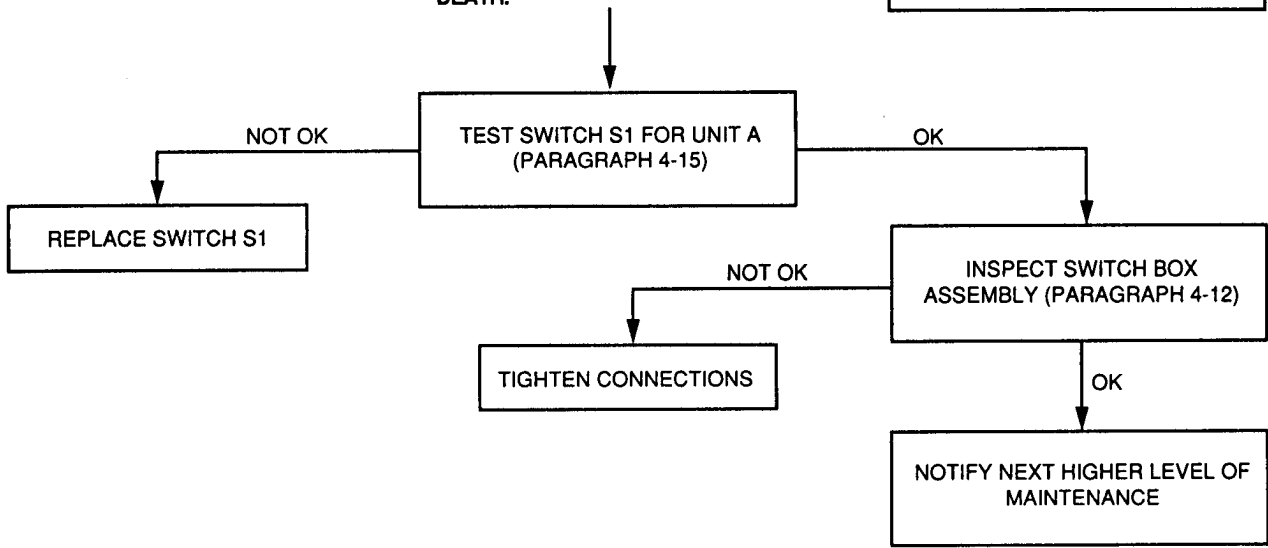 DEATH.
TEST SWITCH S1 FOR UNIT A
(PARAGRAPH 4-15)
NOT OK
OK
REPLACE SWITCH S1
INSPECT SWITCH BOX
ASSEMBLY (PARAGRAPH 4-12)
NOT OK
TIGHTEN CONNECTIONS
OK
NOTIFY NEXT HIGHER LEVEL OF
MAINTENANCE